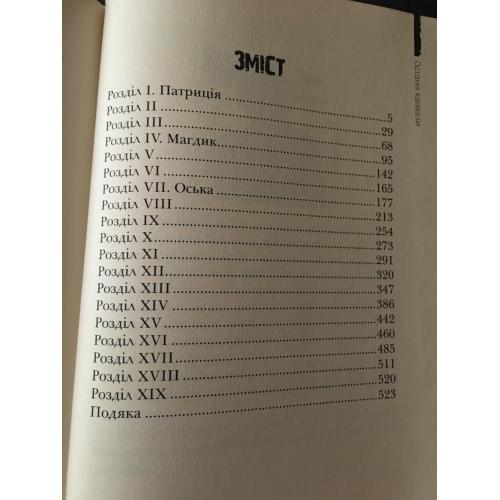 ЗМІСТ
Розділ I. Патриція ........ 5
Розділ II ........ 29
Розділ III ........ 68
Розділ IV. Магдик ........ 95
Розділ V ........ 142
Розділ VI ........ 165
Розділ VII. Оська ........ 177
Розділ VIII ........ 213
Розділ IX ........ 254
Розділ X ........ 273
Розділ XI ........ 291
Розділ XII ........ 320
Розділ XIII ........ 347
Розділ XIV ........ 386
Розділ XV ........ 442
Розділ XVI ........ 460
Розділ XVII ........ 485
Розділ XVIII ........ 511
Розділ XIX ........ 520
Подяка ........ 523
Останні канікули